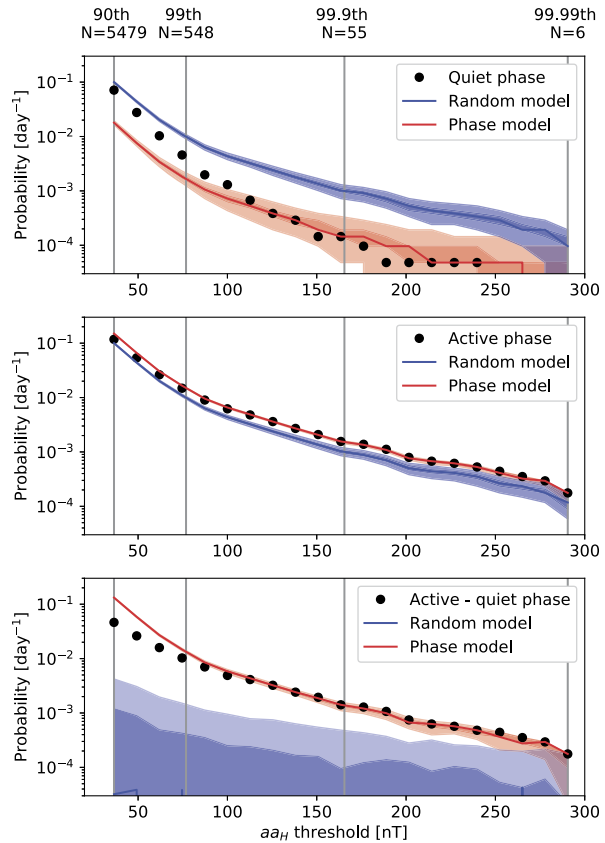 90th 99th 99.9th 99.99th
N=5479 N=548 N=55 N=6
Probability [day⁻¹]
10⁻¹
10⁻²
10⁻³
10⁻⁴
Quiet phase
Random model
Phase model
50 100 150 200 250 300
Probability [day⁻¹]
10⁻¹
10⁻²
10⁻³
10⁻⁴
Active phase
Random model
Phase model
50 100 150 200 250 300
Probability [day⁻¹]
10⁻¹
10⁻²
10⁻³
10⁻⁴
Active - quiet phase
Random model
Phase model
50 100 150 200 250 300
aa_H threshold [nT]